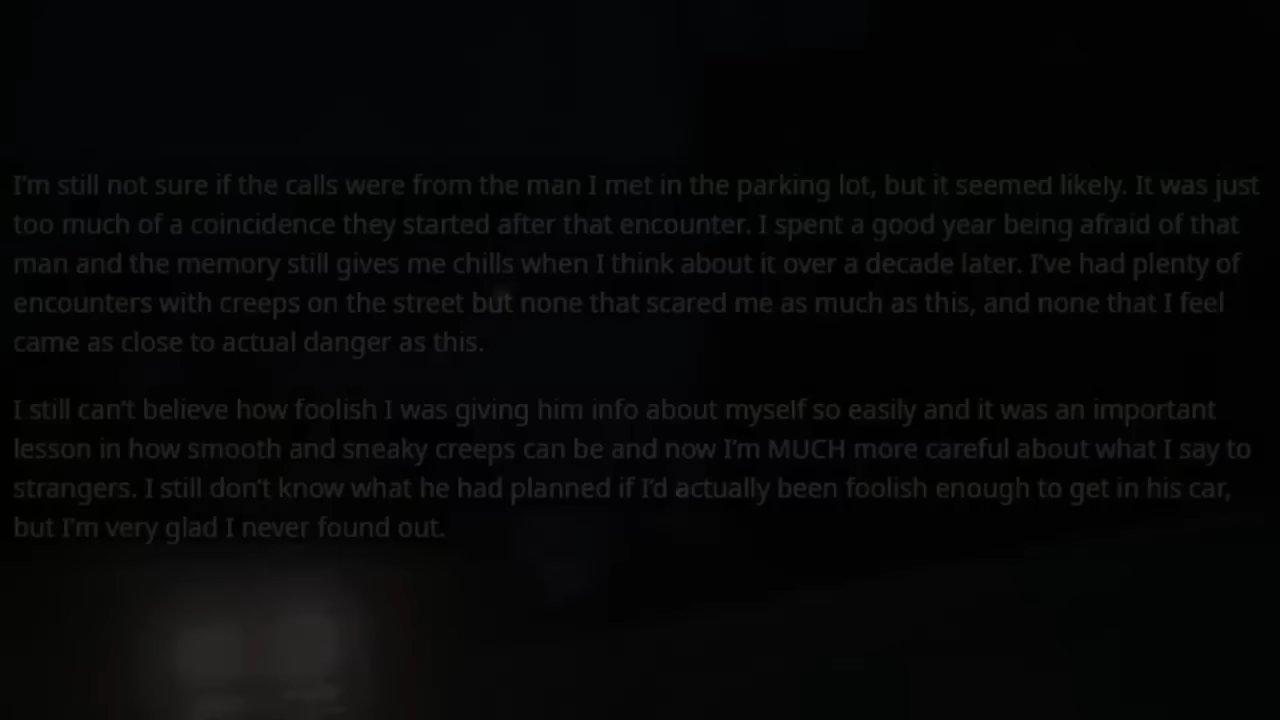 I'm still not sure if the calls were from the man I met in the parking lot, but it seemed likely. It was just
too much of a coincidence they started after that encounter. I spent a good year being afraid of that
man and the memory still gives me chills when I think about it over a decade later. I've had plenty of
encounters with creeps on the street but none that scared me as much as this, and none that I feel
came as close to actual danger as this.
I still can't believe how foolish I was giving him info about myself so easily and it was an important
lesson in how smooth and sneaky creeps can be and now I'm MUCH more careful about what I say to
strangers. I still don't know what he had planned if I'd actually been foolish enough to get in his car,
but I'm very glad I never found out.